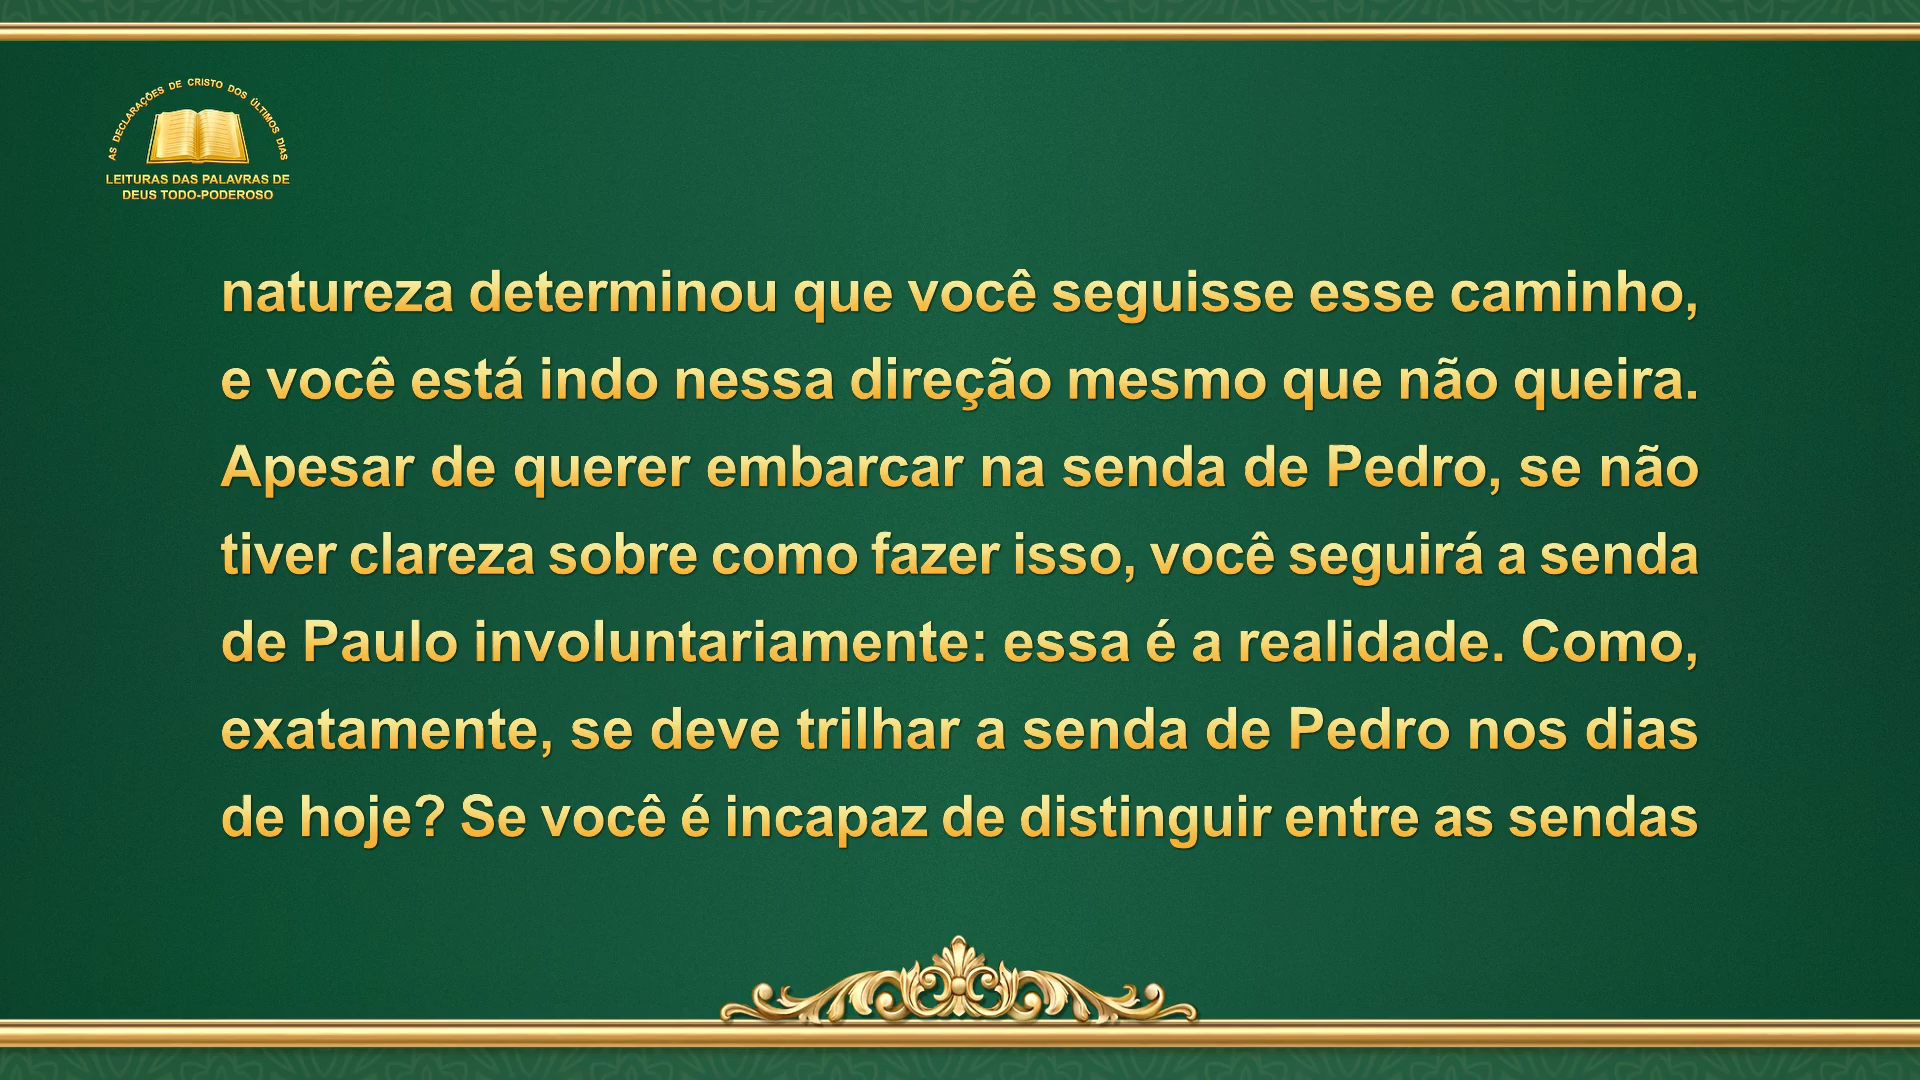 AS DECLARAÇÕES DE CRISTO DOS ÚLTIMOS DIAS
LEITURAS DAS PALAVRAS DE
DEUS TODO-PODEROSO
natureza determinou que você seguisse esse caminho,
e você está indo nessa direção mesmo que não queira.
Apesar de querer embarcar na senda de Pedro, se não
tiver clareza sobre como fazer isso, você seguirá a senda
de Paulo involuntariamente: essa é a realidade. Como,
exatamente, se deve trilhar a senda de Pedro nos dias
de hoje? Se você é incapaz de distinguir entre as sendas